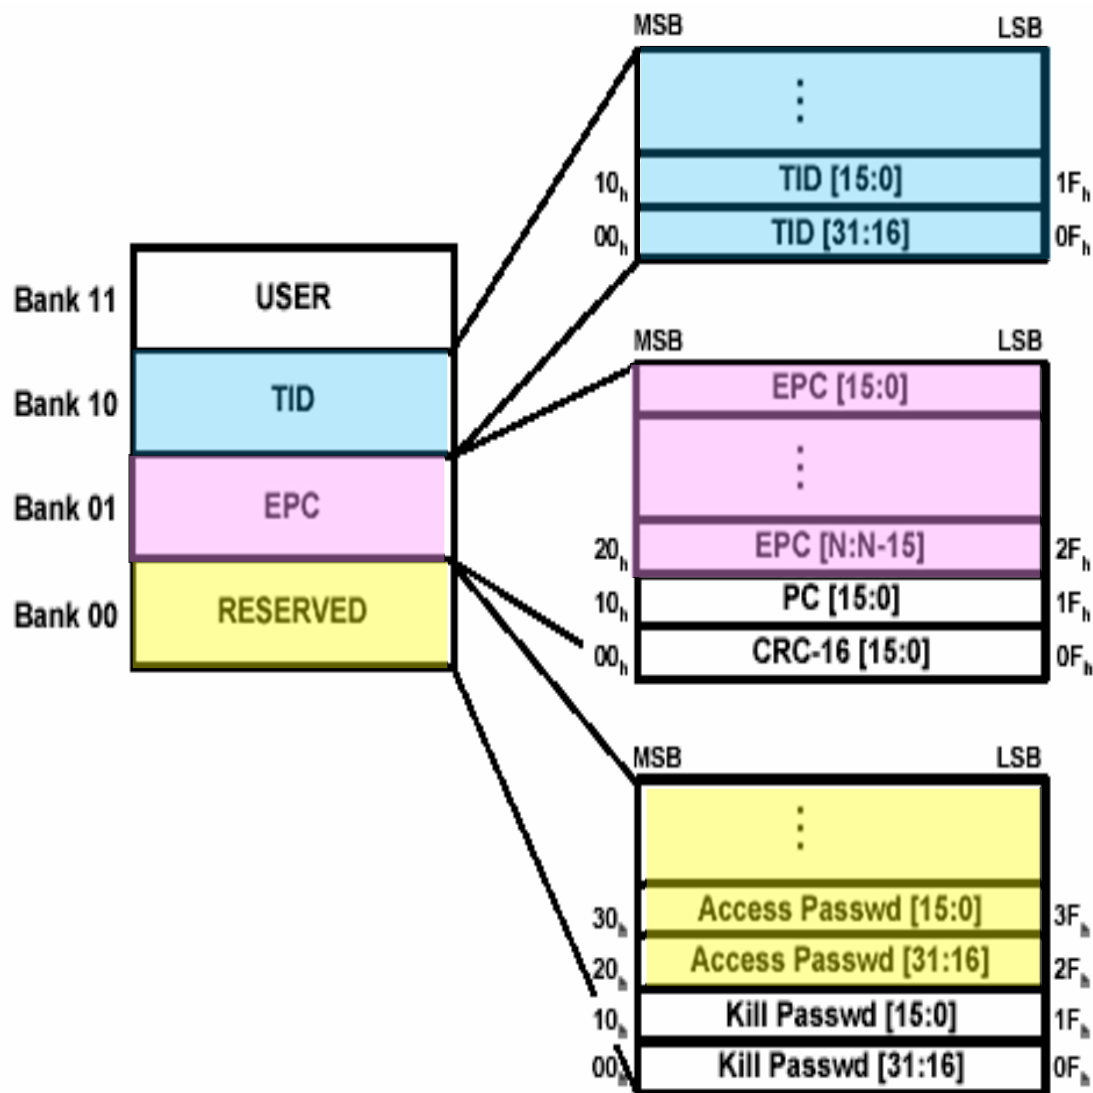 MSB LSB
⋮
10h TID [15:0] 1Fh
00h TID [31:16] 0Fh
Bank 11 USER
Bank 10 TID
Bank 01 EPC
Bank 00 RESERVED
MSB LSB
EPC [15:0]
⋮
20h EPC [N:N-15] 2Fh
10h PC [15:0] 1Fh
00h CRC-16 [15:0] 0Fh
MSB LSB
⋮
30h Access Passwd [15:0] 3Fh
20h Access Passwd [31:16] 2Fh
10h Kill Passwd [15:0] 1Fh
00h Kill Passwd [31:16] 0Fh